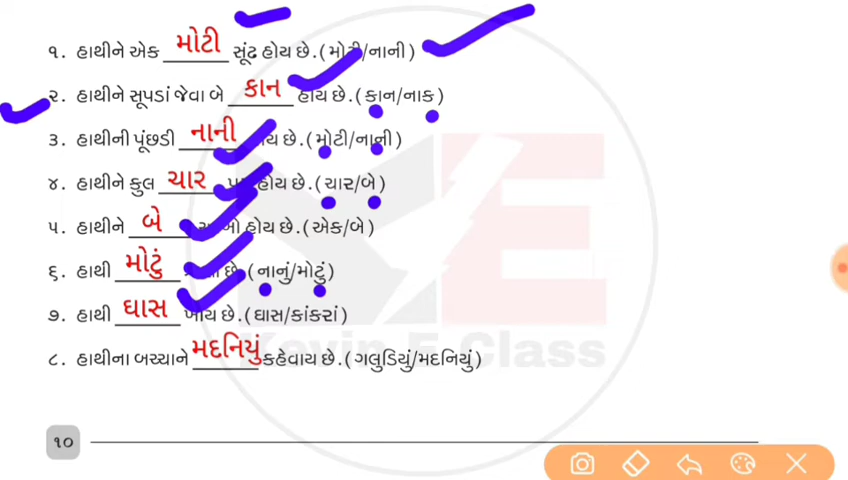 ૧. હાથીને એક મોટી સૂંઢ હોય છે.(મોટી/નાની)
૨. હાથીને સૂપડાં જેવા બે કાન હોય છે.(કાન/નાક)
૩. હાથીની પૂંછડી નાની હોય છે.(મોટી/નાની)
૪. હાથીને કુલ ચાર હોય છે.(ચાર/બે)
૫. હાથીને બે હોય છે.(એક/બે)
૬. હાથી મોટું છે.(નાનું/મોટું)
૭. હાથી ઘાસ ખાય છે.(ઘાસ/કાંકરાં)
૮. હાથીના બચ્ચાને મદનિયું કહેવાય છે.(ગલુડિયું/મદનિયું)
Kevin E Class
૧૦